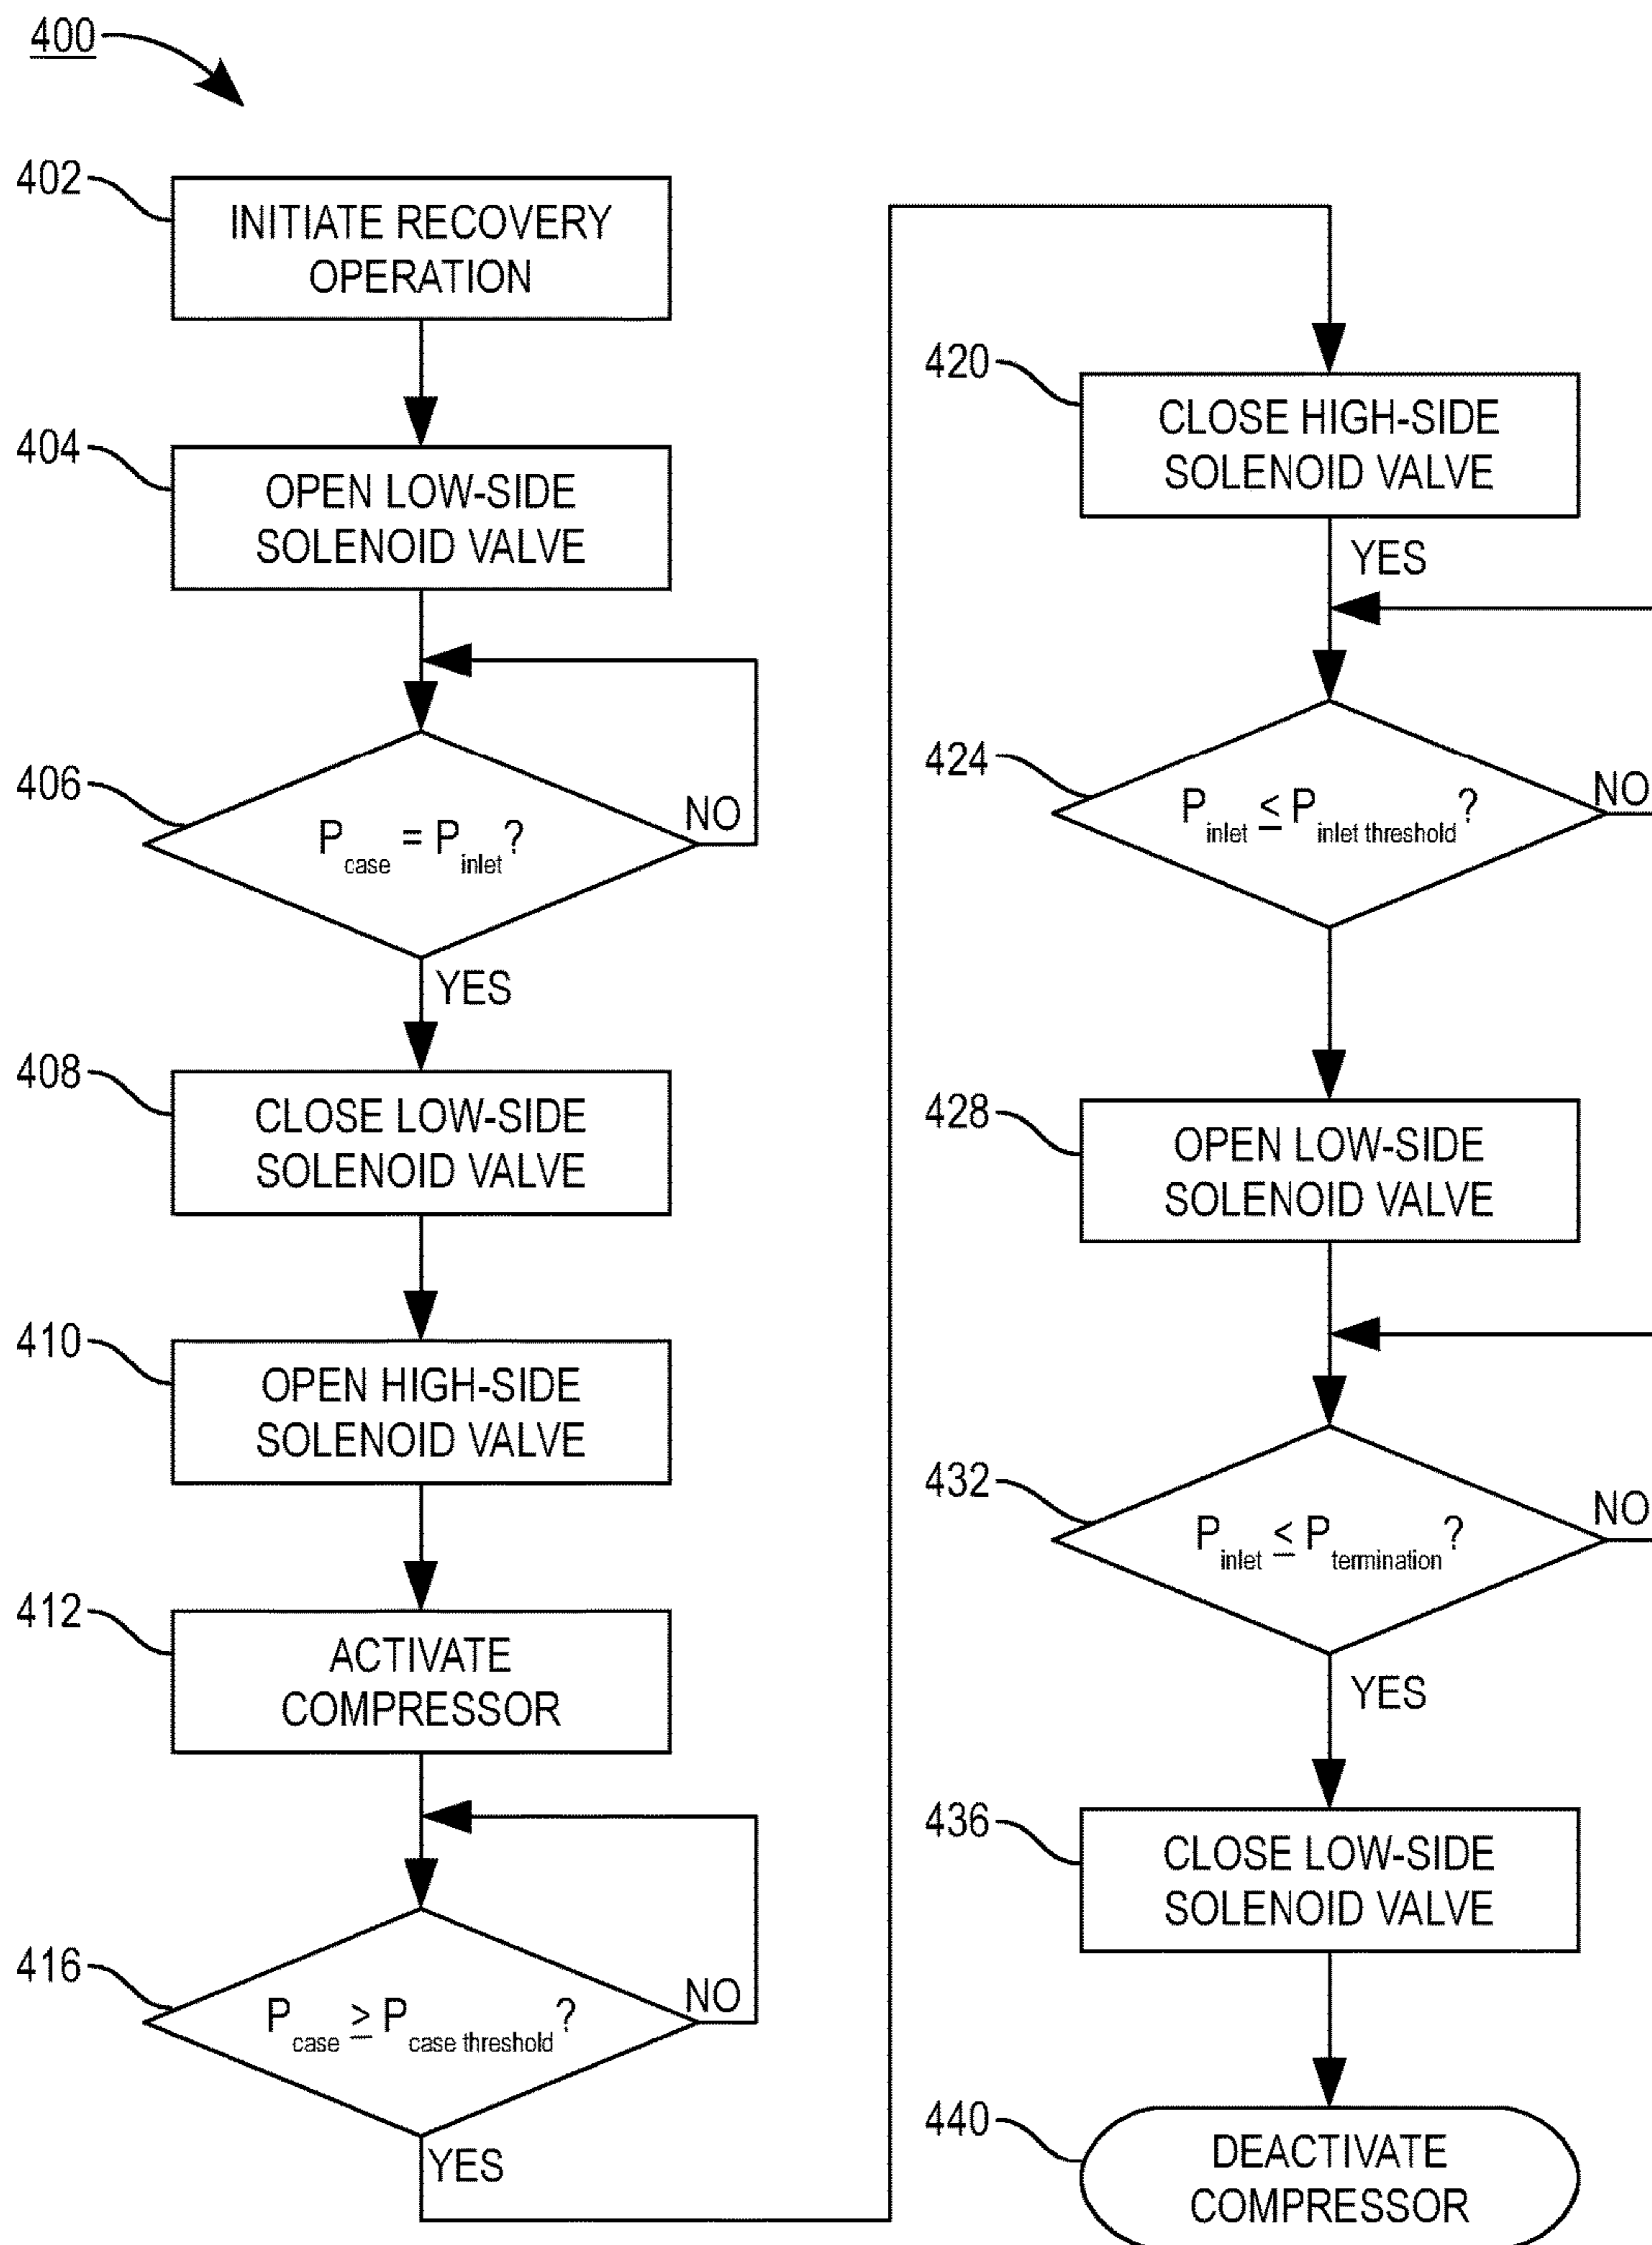 400
402
INITIATE RECOVERY
OPERATION
404
OPEN LOW-SIDE
SOLENOID VALVE
406
P case = P inlet ?
NO
YES
408
CLOSE LOW-SIDE
SOLENOID VALVE
410
OPEN HIGH-SIDE
SOLENOID VALVE
412
ACTIVATE
COMPRESSOR
416
P case ≥ P case threshold ?
NO
YES
420
CLOSE HIGH-SIDE
SOLENOID VALVE
YES
424
P inlet ≤ P inlet threshold ?
NO
428
OPEN LOW-SIDE
SOLENOID VALVE
432
P inlet ≤ P termination ?
NO
YES
436
CLOSE LOW-SIDE
SOLENOID VALVE
440
DEACTIVATE
COMPRESSOR